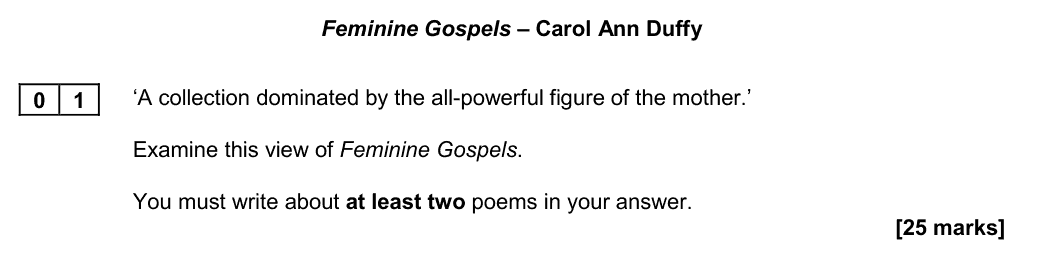 Feminine Gospels – Carol Ann Duffy
0 1 ‘A collection dominated by the all-powerful figure of the mother.’
Examine this view of Feminine Gospels.
You must write about at least two poems in your answer.
[25 marks]